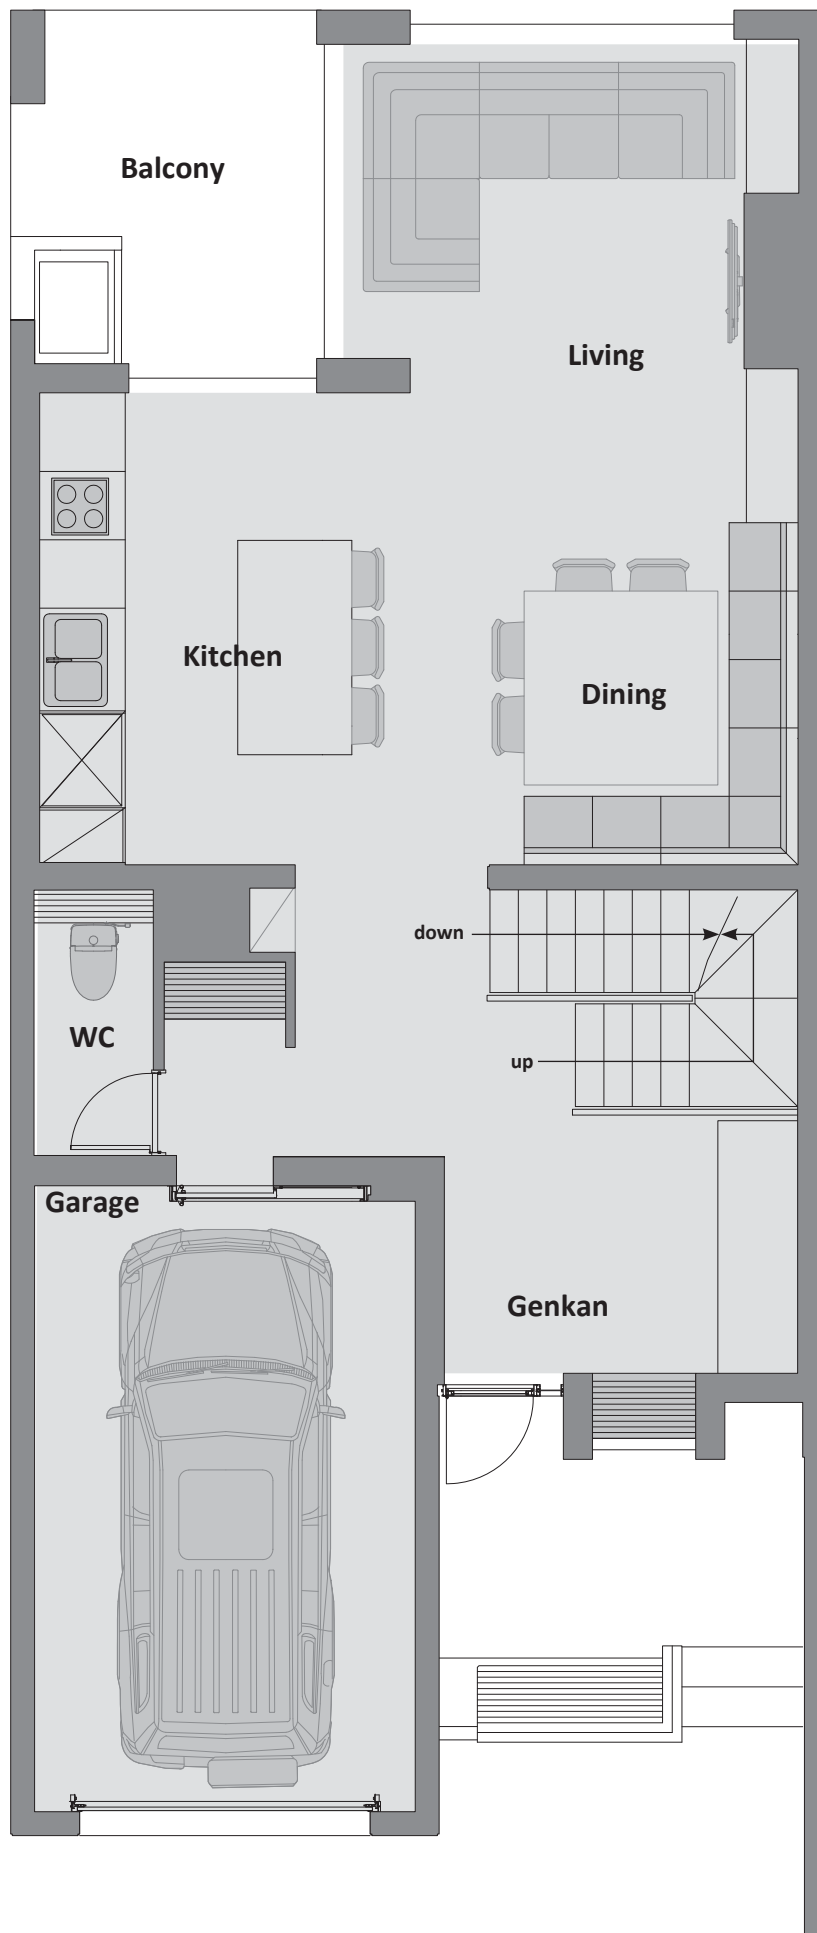 Balcony
Living
Kitchen
Dining
down
WC
up
Garage
Genkan